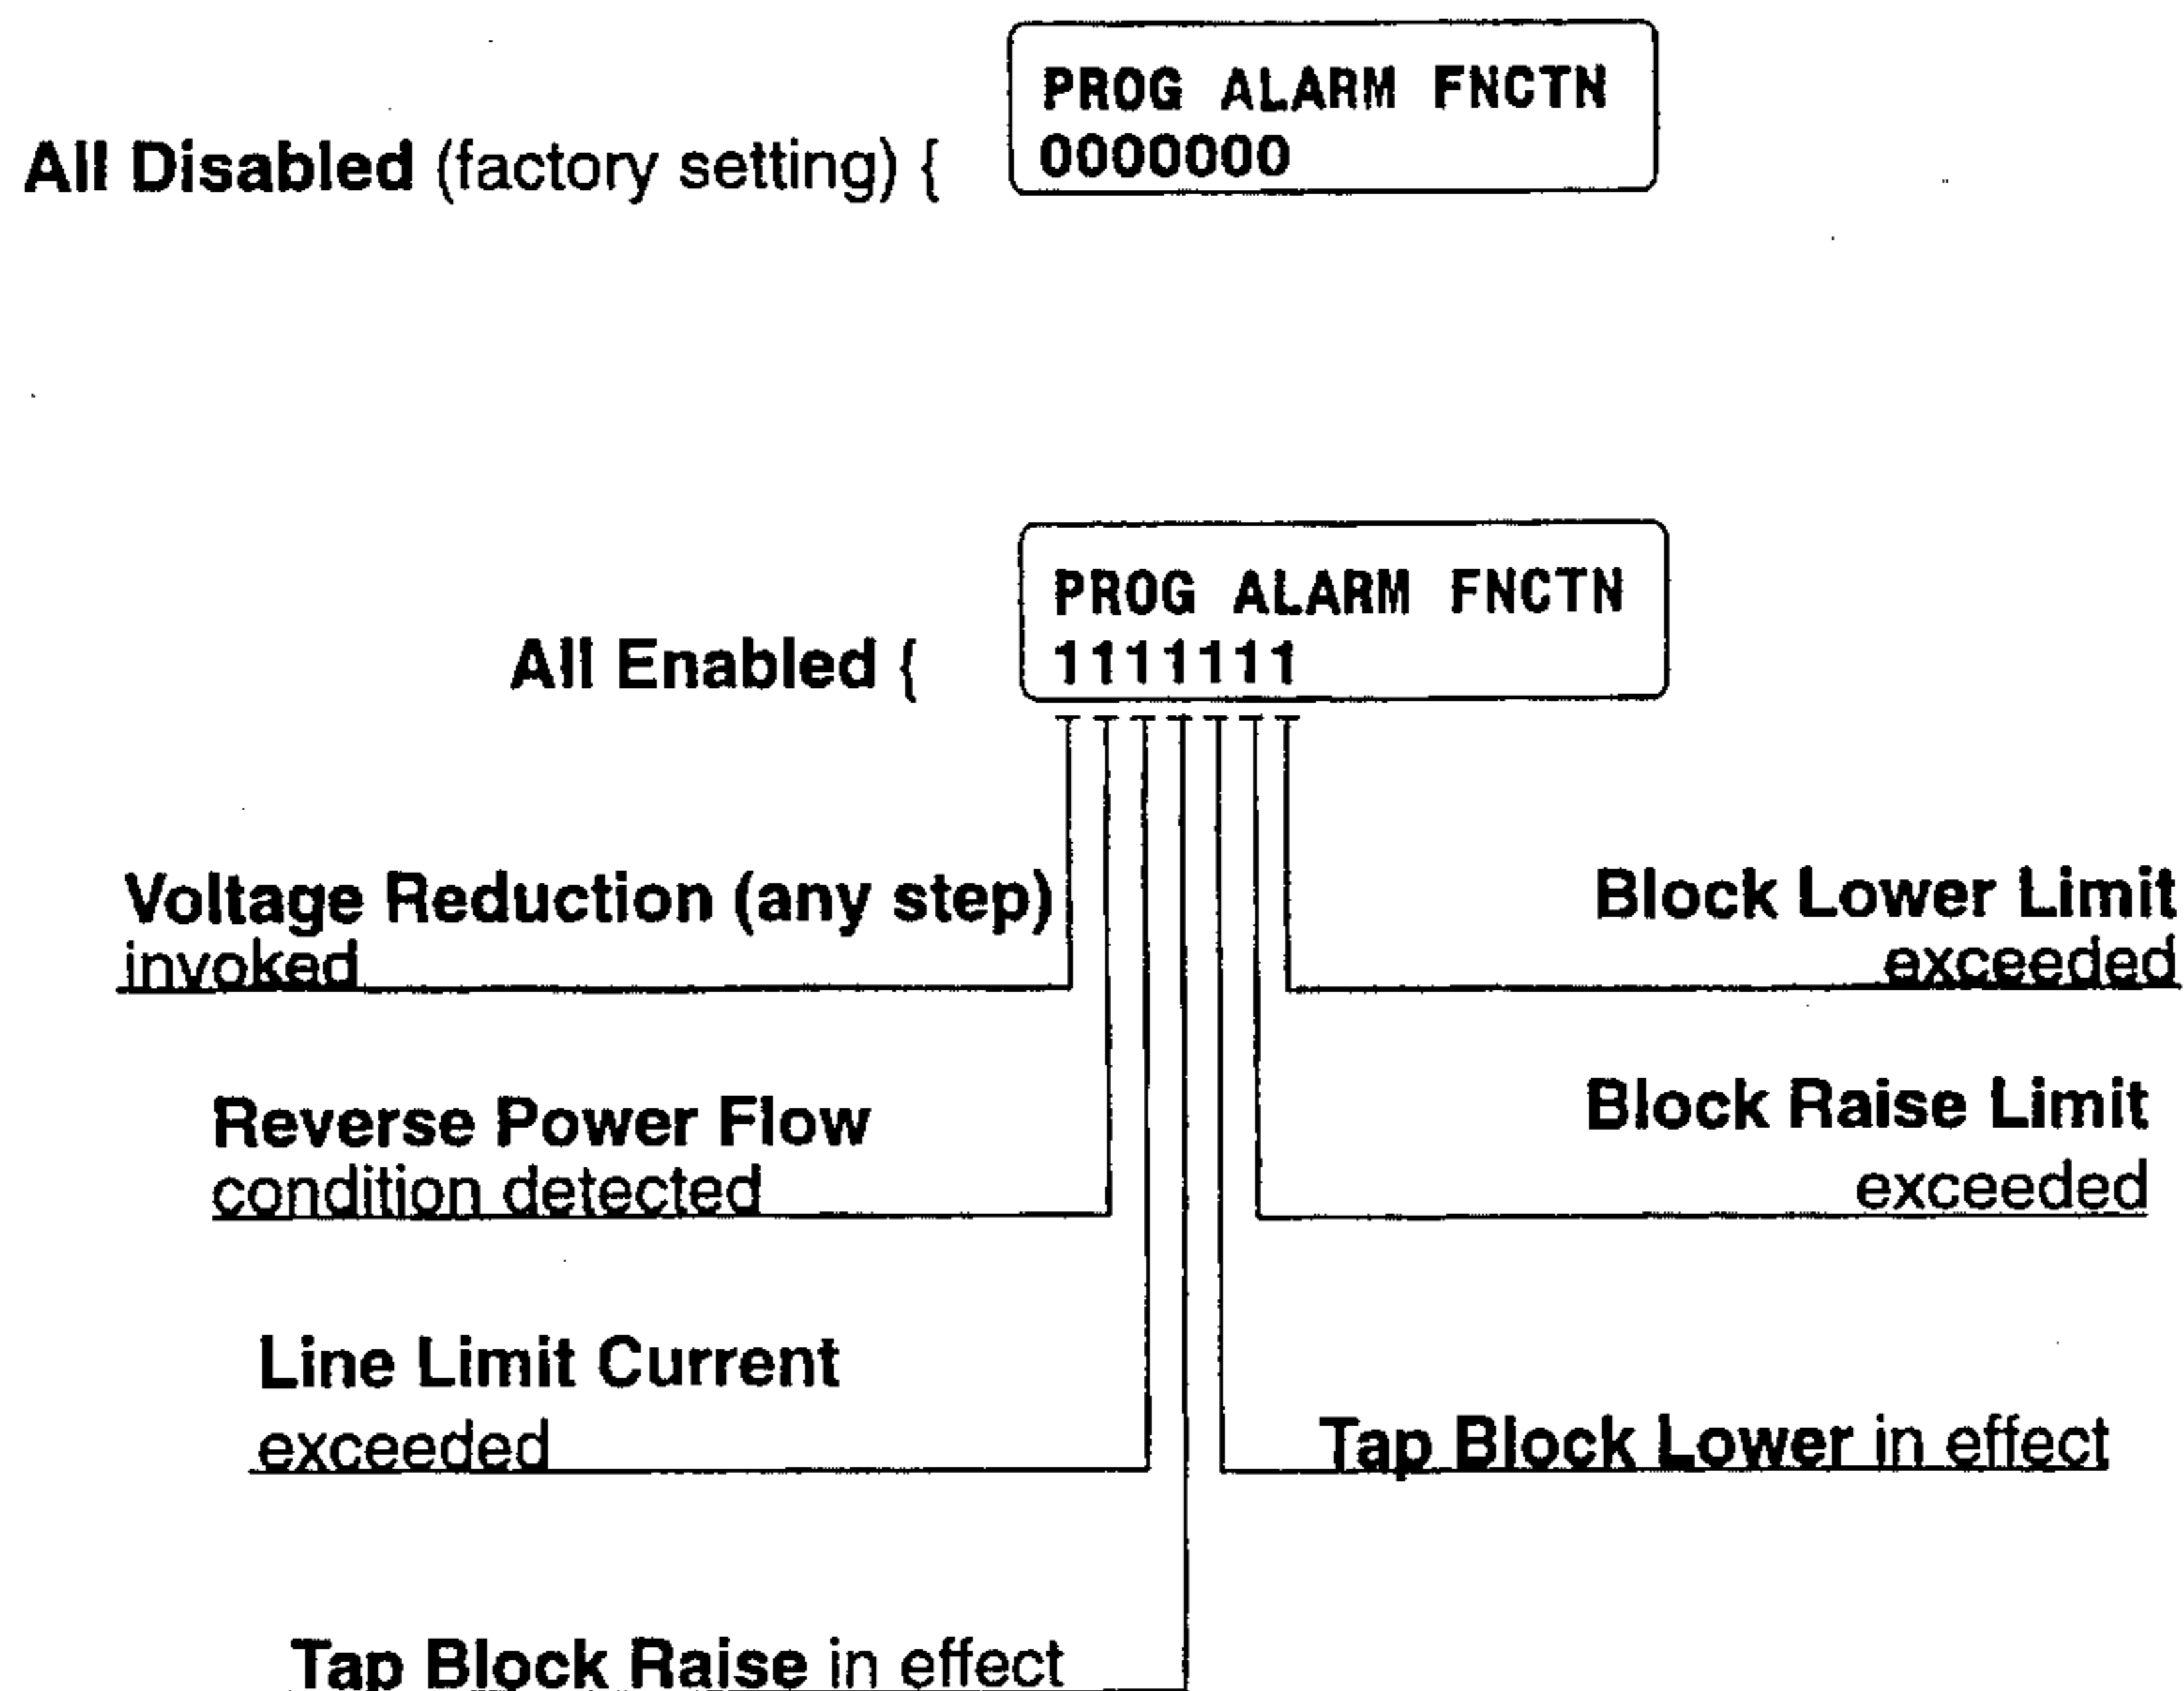 PROG ALARM FNCTN
All Disabled (factory setting) {
0000000
PROG ALARM FNCTN
All Enabled {
1111111
Voltage Reduction (any step)
invoked
Block Lower Limit
exceeded
Reverse Power Flow
condition detected
Block Raise Limit
exceeded
Line Limit Current
exceeded
Tap Block Lower in effect
Tap Block Raise in effect